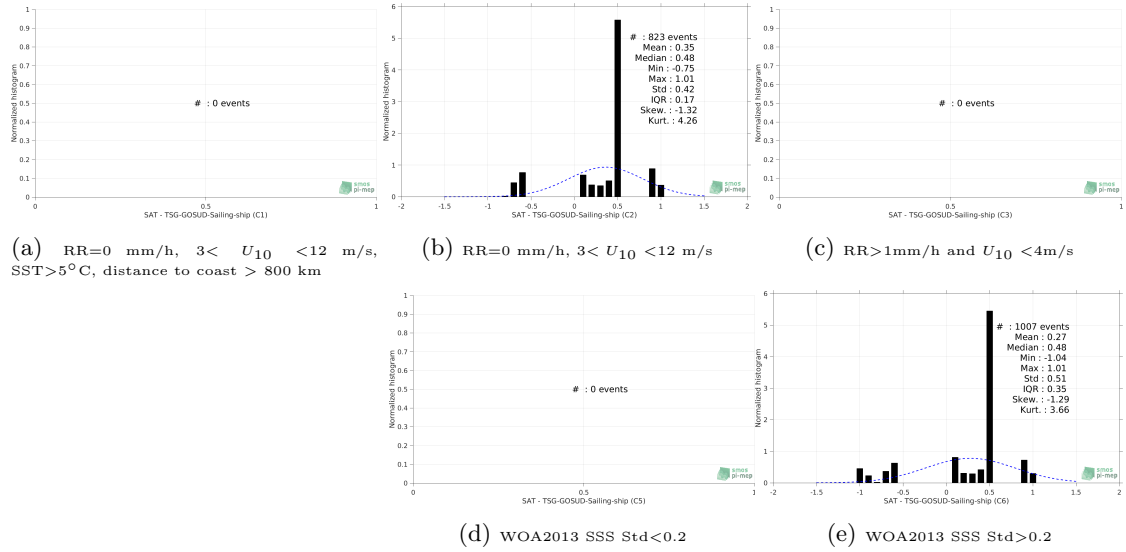 1
0.9
0.8
0.7
0.6
0.5
0.4
0.3
0.2
0.1
0
Normalized histogram
# : 0 events
smos
pi-mep
0 0.5 1
SAT - TSG-GOSUD-Sailing-ship (C1)
(a) RR=0 mm/h, 3< U10 <12 m/s,
SST>5°C, distance to coast > 800 km
6
5
4
3
2
1
0
Normalized histogram
# : 823 events
Mean : 0.35
Median : 0.48
Min : -0.75
Max : 1.01
Std : 0.42
IQR : 0.17
Skew. : -1.32
Kurt. : 4.26
smos
pi-mep
-2 -1.5 -1 -0.5 0 0.5 1 1.5 2
SAT - TSG-GOSUD-Sailing-ship (C2)
(b) RR=0 mm/h, 3< U10 <12 m/s
1
0.9
0.8
0.7
0.6
0.5
0.4
0.3
0.2
0.1
0
Normalized histogram
# : 0 events
smos
pi-mep
0 0.5 1
SAT - TSG-GOSUD-Sailing-ship (C3)
(c) RR>1mm/h and U10 <4m/s
1
0.9
0.8
0.7
0.6
0.5
0.4
0.3
0.2
0.1
0
Normalized histogram
# : 0 events
smos
pi-mep
0 0.5 1
SAT - TSG-GOSUD-Sailing-ship (C5)
(d) WOA2013 SSS Std<0.2
6
5
4
3
2
1
0
Normalized histogram
# : 1007 events
Mean : 0.27
Median : 0.48
Min : -1.04
Max : 1.01
Std : 0.51
IQR : 0.35
Skew. : -1.29
Kurt. : 3.66
smos
pi-mep
-2 -1.5 -1 -0.5 0 0.5 1 1.5 2
SAT - TSG-GOSUD-Sailing-ship (C6)
(e) WOA2013 SSS Std>0.2